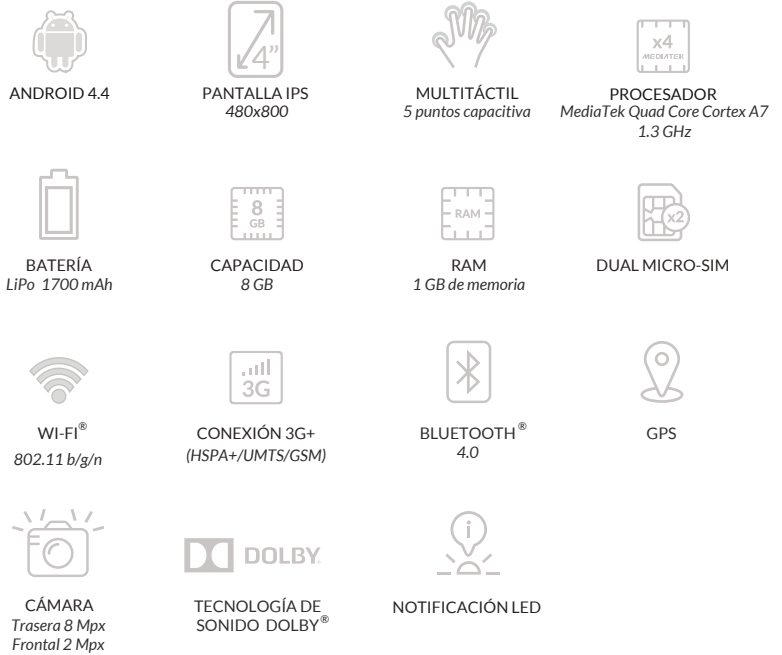 4”
x4
MEDIATEK
ANDROID 4.4
PANTALLA IPS
480x800
MULTITÁCTIL
5 puntos capacitiva
PROCESADOR
MediaTek Quad Core Cortex A7
1.3 GHz
8
GB
RAM
x2
BATERÍA
LiPo 1700 mAh
CAPACIDAD
8 GB
RAM
1 GB de memoria
DUAL MICRO-SIM
3G
WI-FI®
802.11 b/g/n
CONEXIÓN 3G+
(HSPA+/UMTS/GSM)
BLUETOOTH®
4.0
GPS
DOLBY.
i
CÁMARA
Trasera 8 Mpx
Frontal 2 Mpx
TECNOLOGÍA DE
SONIDO DOLBY®
NOTIFICACIÓN LED